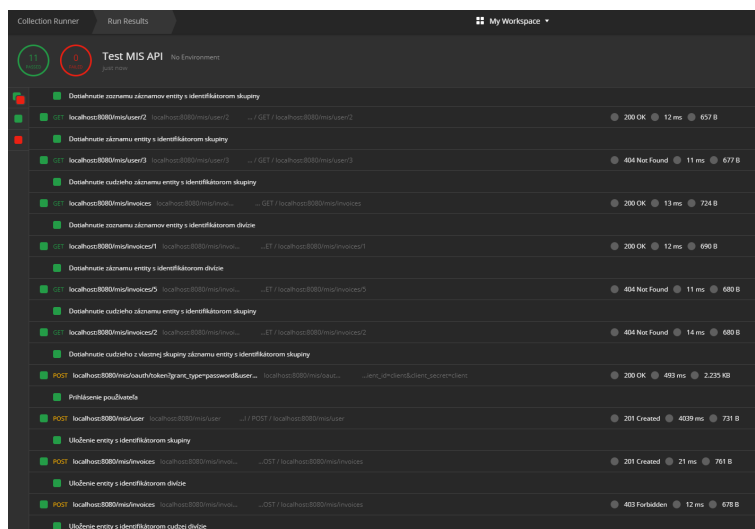 Collection Runner Run Results My Workspace
11 PASSED 0 FAILED Test MIS API No Environment
just now
Dotiahnutie zoznamu záznamov entity s identifikátorom skupiny
GET localhost:8080/mis/user/2 localhost:8080/mis/user/2 ... / GET / localhost:8080/mis/user/2 200 OK 12 ms 657 B
Dotiahnutie záznamu entity s identifikátorom skupiny
GET localhost:8080/mis/user/3 localhost:8080/mis/user/3 ... / GET / localhost:8080/mis/user/3 404 Not Found 11 ms 677 B
Dotiahnutie cudzieho záznamu entity s identifikátorom skupiny
GET localhost:8080/mis/invoices localhost:8080/mis/invoi... ... GET / localhost:8080/mis/invoices 200 OK 13 ms 724 B
Dotiahnutie zoznamu záznamov entity s identifikátorom divízie
GET localhost:8080/mis/invoices/1 localhost:8080/mis/invoi... ...ET / localhost:8080/mis/invoices/1 200 OK 12 ms 690 B
Dotiahnutie záznamu entity s identifikátorom divízie
GET localhost:8080/mis/invoices/5 localhost:8080/mis/invoi... ...ET / localhost:8080/mis/invoices/5 404 Not Found 11 ms 680 B
Dotiahnutie cudzieho záznamu entity s identifikátorom skupiny
GET localhost:8080/mis/invoices/2 localhost:8080/mis/invoi... ...ET / localhost:8080/mis/invoices/2 404 Not Found 14 ms 680 B
Dotiahnutie cudzieho z vlastnej skupiny záznamu entity s identifikátorom skupiny
POST localhost:8080/mis/oauth/token?grant_type=password&user... localhost:8080/mis/oaut... ...ient_id=client&client_secret=client 200 OK 493 ms 2.235 KB
Prihlásenie používateľa
POST localhost:8080/mis/user localhost:8080/mis/user ...I / POST / localhost:8080/mis/user 201 Created 4039 ms 731 B
Uloženie entity s identifikátorom skupiny
POST localhost:8080/mis/invoices localhost:8080/mis/invoi... ...OST / localhost:8080/mis/invoices 201 Created 21 ms 761 B
Uloženie entity s identifikátorom divízie
POST localhost:8080/mis/invoices localhost:8080/mis/invoi... ...OST / localhost:8080/mis/invoices 403 Forbidden 12 ms 678 B
Uloženie entity s identifikátorom cudzej divízie